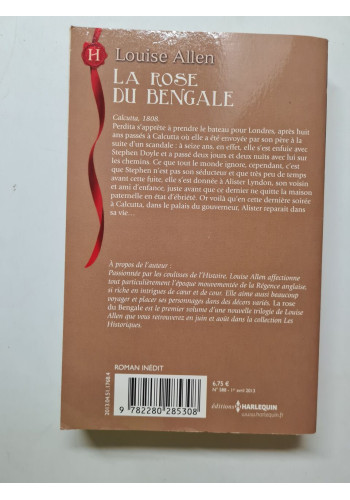 H
Louise Allen
LA ROSE
DU BENGALE
Calcutta, 1808.
Perdita s'apprête à prendre le bateau pour Londres, après huit
ans passés à Calcutta où elle a été envoyée par son père à la
suite d'un scandale : à seize ans, en effet, elle s'est enfuie avec
Stephen Doyle et a passé deux jours et deux nuits avec lui sur
les chemins. Ce que tout le monde ignore, cependant, c'est
que Stephen n'est pas son séducteur et que très peu de temps
avant cette fuite, elle s'est donnée à Alister Lyndon, son voisin
et ami d'enfance, juste avant que ce dernier ne quitte la maison
paternelle en état d'ébriété. Or voilà qu'en cette dernière soirée
à Calcutta, dans le palais du gouverneur, Alister reparaît dans
sa vie...
A propos de l'auteur :
Passionnée par les coulisses de l'Histoire, Louise Allen affectionne
tout particulièrement l'époque mouvementée de la Régence anglaise,
si riche en intrigues de cœur et de cour. Elle aime aussi beaucoup
voyager et placer ses personnages dans des décors variés. La rose
du Bengale est le premier volume d'une nouvelle trilogie de Louise
Allen que vous retrouverez en juin et août dans la collection Les
Historiques.
ROMAN INÉDIT
9 782280 285308
6,75 €
N° 580 - 1er avril 2013
éditions HARLEQUIN
www.harlequin.fr